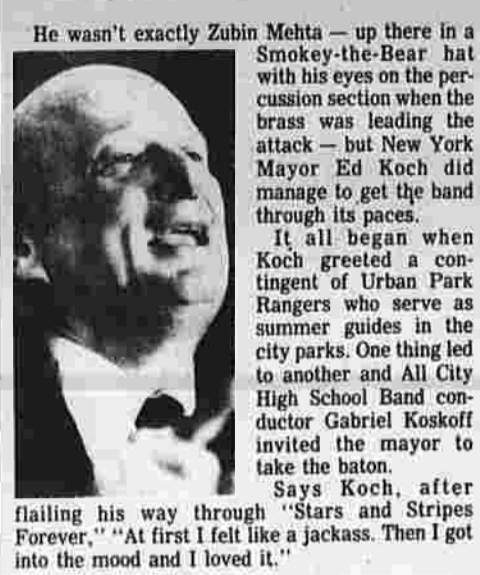 He wasn't exactly Zubin Mehta — up there in a
Smokey-the-Bear hat
with his eyes on the per-
cussion section when the
brass was leading the
attack — but New York
Mayor Ed Koch did
manage to get the band
through its paces.
It all began when
Koch greeted a con-
tingent of Urban Park
Rangers who serve as
summer guides in the
city parks. One thing led
to another and All City
High School Band con-
ductor Gabriel Koskoff
invited the mayor to
take the baton.
Says Koch, after
flailing his way through "Stars and Stripes
Forever," "At first I felt like a jackass. Then I got
into the mood and I loved it."